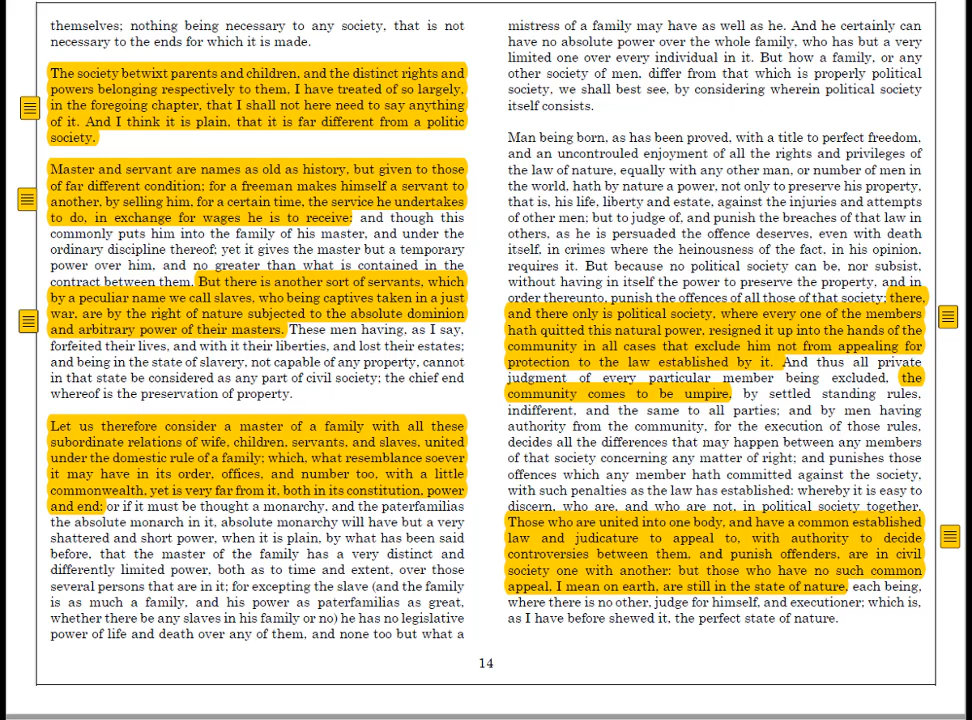 themselves; nothing being necessary to any society, that is not
necessary to the ends for which it is made.
The society betwixt parents and children, and the distinct rights and
powers belonging respectively to them, I have treated of so largely,
in the foregoing chapter, that I shall not here need to say anything
of it. And I think it is plain, that it is far different from a politic
society.
Master and servant are names as old as history, but given to those
of far different condition; for a freeman makes himself a servant to
another, by selling him, for a certain time, the service he undertakes
to do, in exchange for wages he is to receive: and though this
commonly puts him into the family of his master, and under the
ordinary discipline thereof; yet it gives the master but a temporary
power over him, and no greater than what is contained in the
contract between them. But there is another sort of servants, which
by a peculiar name we call slaves, who being captives taken in a just
war, are by the right of nature subjected to the absolute dominion
and arbitrary power of their masters. These men having, as I say,
forfeited their lives, and with it their liberties, and lost their estates;
and being in the state of slavery, not capable of any property, cannot
in that state be considered as any part of civil society; the chief end
whereof is the preservation of property.
Let us therefore consider a master of a family with all these
subordinate relations of wife, children, servants, and slaves, united
under the domestic rule of a family; which, what resemblance soever
it may have in its order, offices, and number too, with a little
commonwealth, yet is very far from it, both in its constitution, power
and end: or if it must be thought a monarchy, and the paterfamilias
the absolute monarch in it, absolute monarchy will have but a very
shattered and short power, when it is plain, by what has been said
before, that the master of the family has a very distinct and
differently limited power, both as to time and extent, over those
several persons that are in it; for excepting the slave (and the family
is as much a family, and his power as paterfamilias as great,
whether there be any slaves in his family or no) he has no legislative
power of life and death over any of them, and none too but what a
mistress of a family may have as well as he. And he certainly can
have no absolute power over the whole family, who has but a very
limited one over every individual in it. But how a family, or any
other society of men, differ from that which is properly political
society, we shall best see, by considering wherein political society
itself consists.
Man being born, as has been proved, with a title to perfect freedom,
and an uncontrouled enjoyment of all the rights and privileges of
the law of nature, equally with any other man, or number of men in
the world, hath by nature a power, not only to preserve his property,
that is, his life, liberty and estate, against the injuries and attempts
of other men; but to judge of, and punish the breaches of that law in
others, as he is persuaded the offence deserves, even with death
itself, in crimes where the heinousness of the fact, in his opinion,
requires it. But because no political society can be, nor subsist,
without having in itself the power to preserve the property, and in
order thereunto, punish the offences of all those of that society; there,
and there only is political society, where every one of the members
hath quitted this natural power, resigned it up into the hands of the
community in all cases that exclude him not from appealing for
protection to the law established by it. And thus all private
judgment of every particular member being excluded, the
community comes to be umpire, by settled standing rules,
indifferent, and the same to all parties; and by men having
authority from the community, for the execution of those rules,
decides all the differences that may happen between any members
of that society concerning any matter of right; and punishes those
offences which any member hath committed against the society,
with such penalties as the law has established: whereby it is easy to
discern, who are, and who are not, in political society together.
Those who are united into one body, and have a common established
law and judicature to appeal to, with authority to decide
controversies between them, and punish offenders, are in civil
society one with another: but those who have no such common
appeal, I mean on earth, are still in the state of nature, each being,
where there is no other, judge for himself, and executioner; which is,
as I have before shewed it, the perfect state of nature.
14